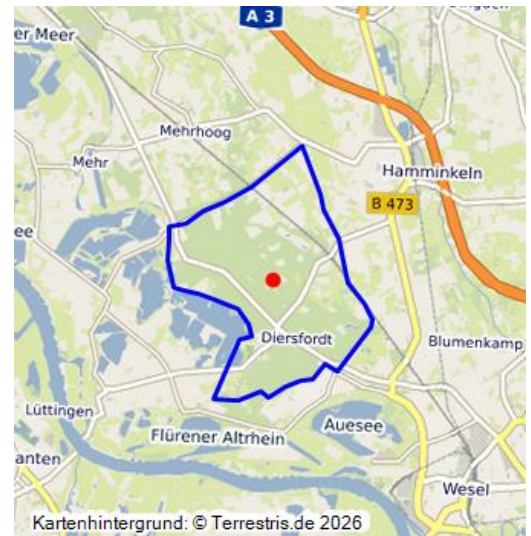 A 3
er Meer
Mehrhoog
Mehr
Hamminkeln
B 473
ee
Diersfordt
Blumenkamp
Lüttingen
Auesee
Flürener Altrhein
anten
Wesel
Kartenhintergrund: © Terrestris.de 2026